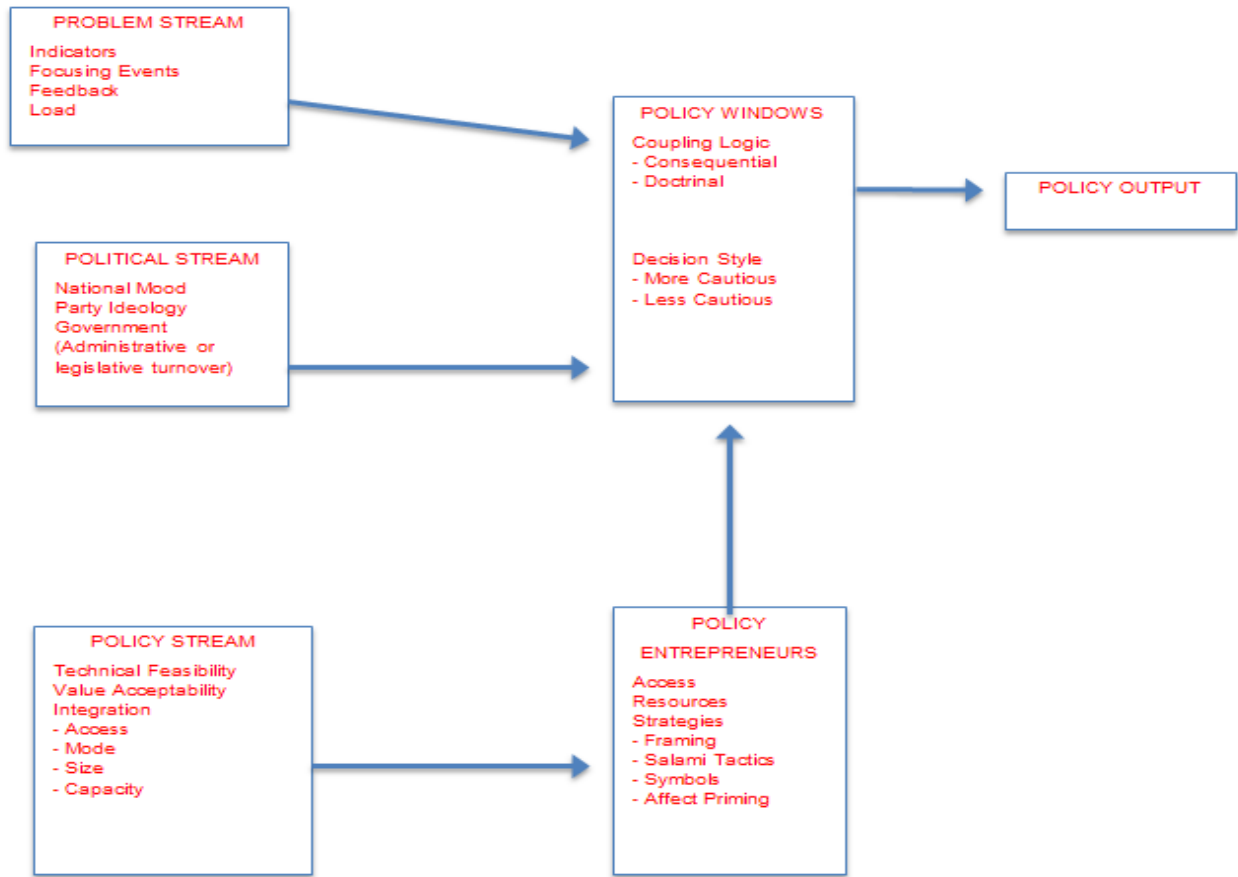 PROBLEM STREAM
Indicators
Focusing Events
Feedback
Load
POLITICAL STREAM
National Mood
Party Ideology
Government
(Administrative or
legislative turnover)
POLICY STREAM
Technical Feasibility
Value Acceptability
Integration
- Access
- Mode
- Size
- Capacity
POLICY WINDOWS
Coupling Logic
- Consequential
- Doctrinal
Decision Style
- More Cautious
- Less Cautious
POLICY
ENTREPRENEURS
Access
Resources
Strategies
- Framing
- Salami Tactics
- Symbols
- Affect Priming
POLICY OUTPUT